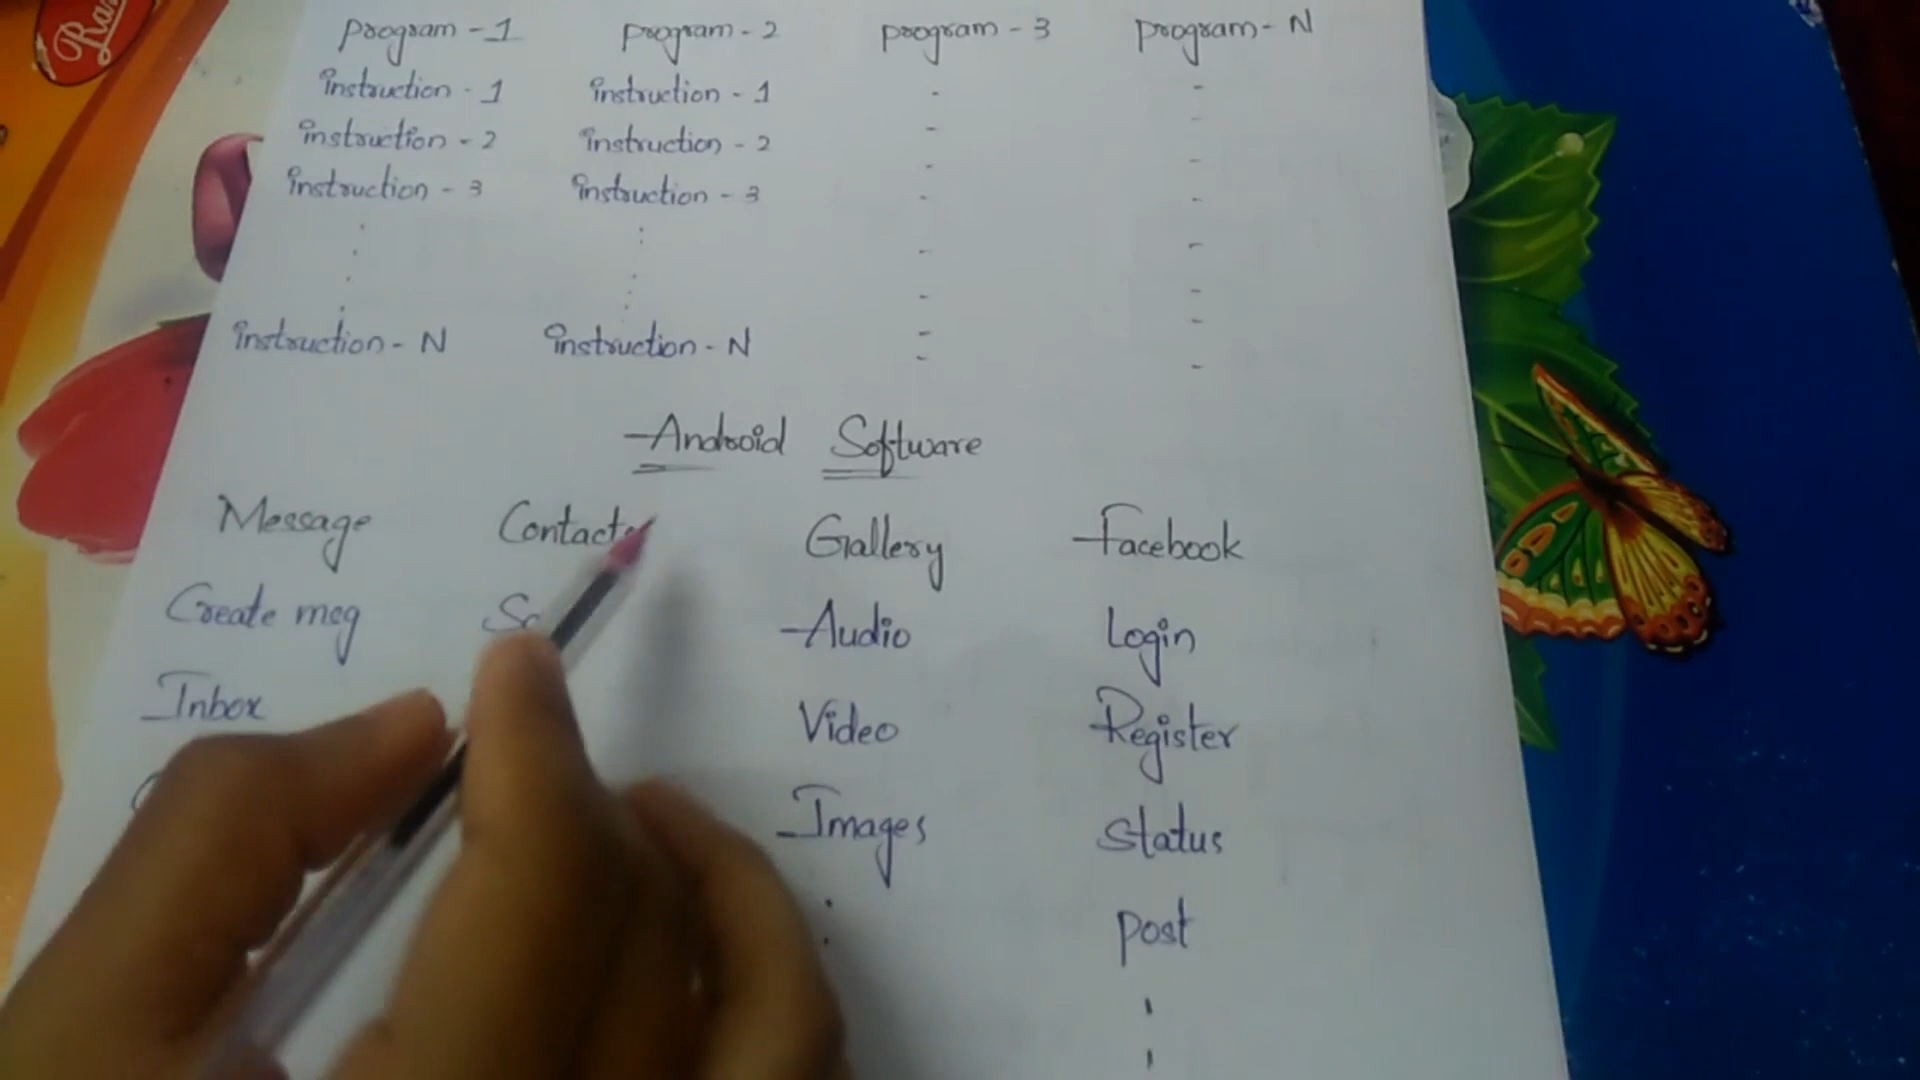 program - 1 program - 2 program - 3 program - N
instruction - 1 instruction - 1
instruction - 2 instruction - 2
instruction - 3 instruction - 3
instruction - N instruction - N
Android Software
Message Contacts Gallery Facebook
Create msg Audio Login
Inbox Video Register
Images Status
post